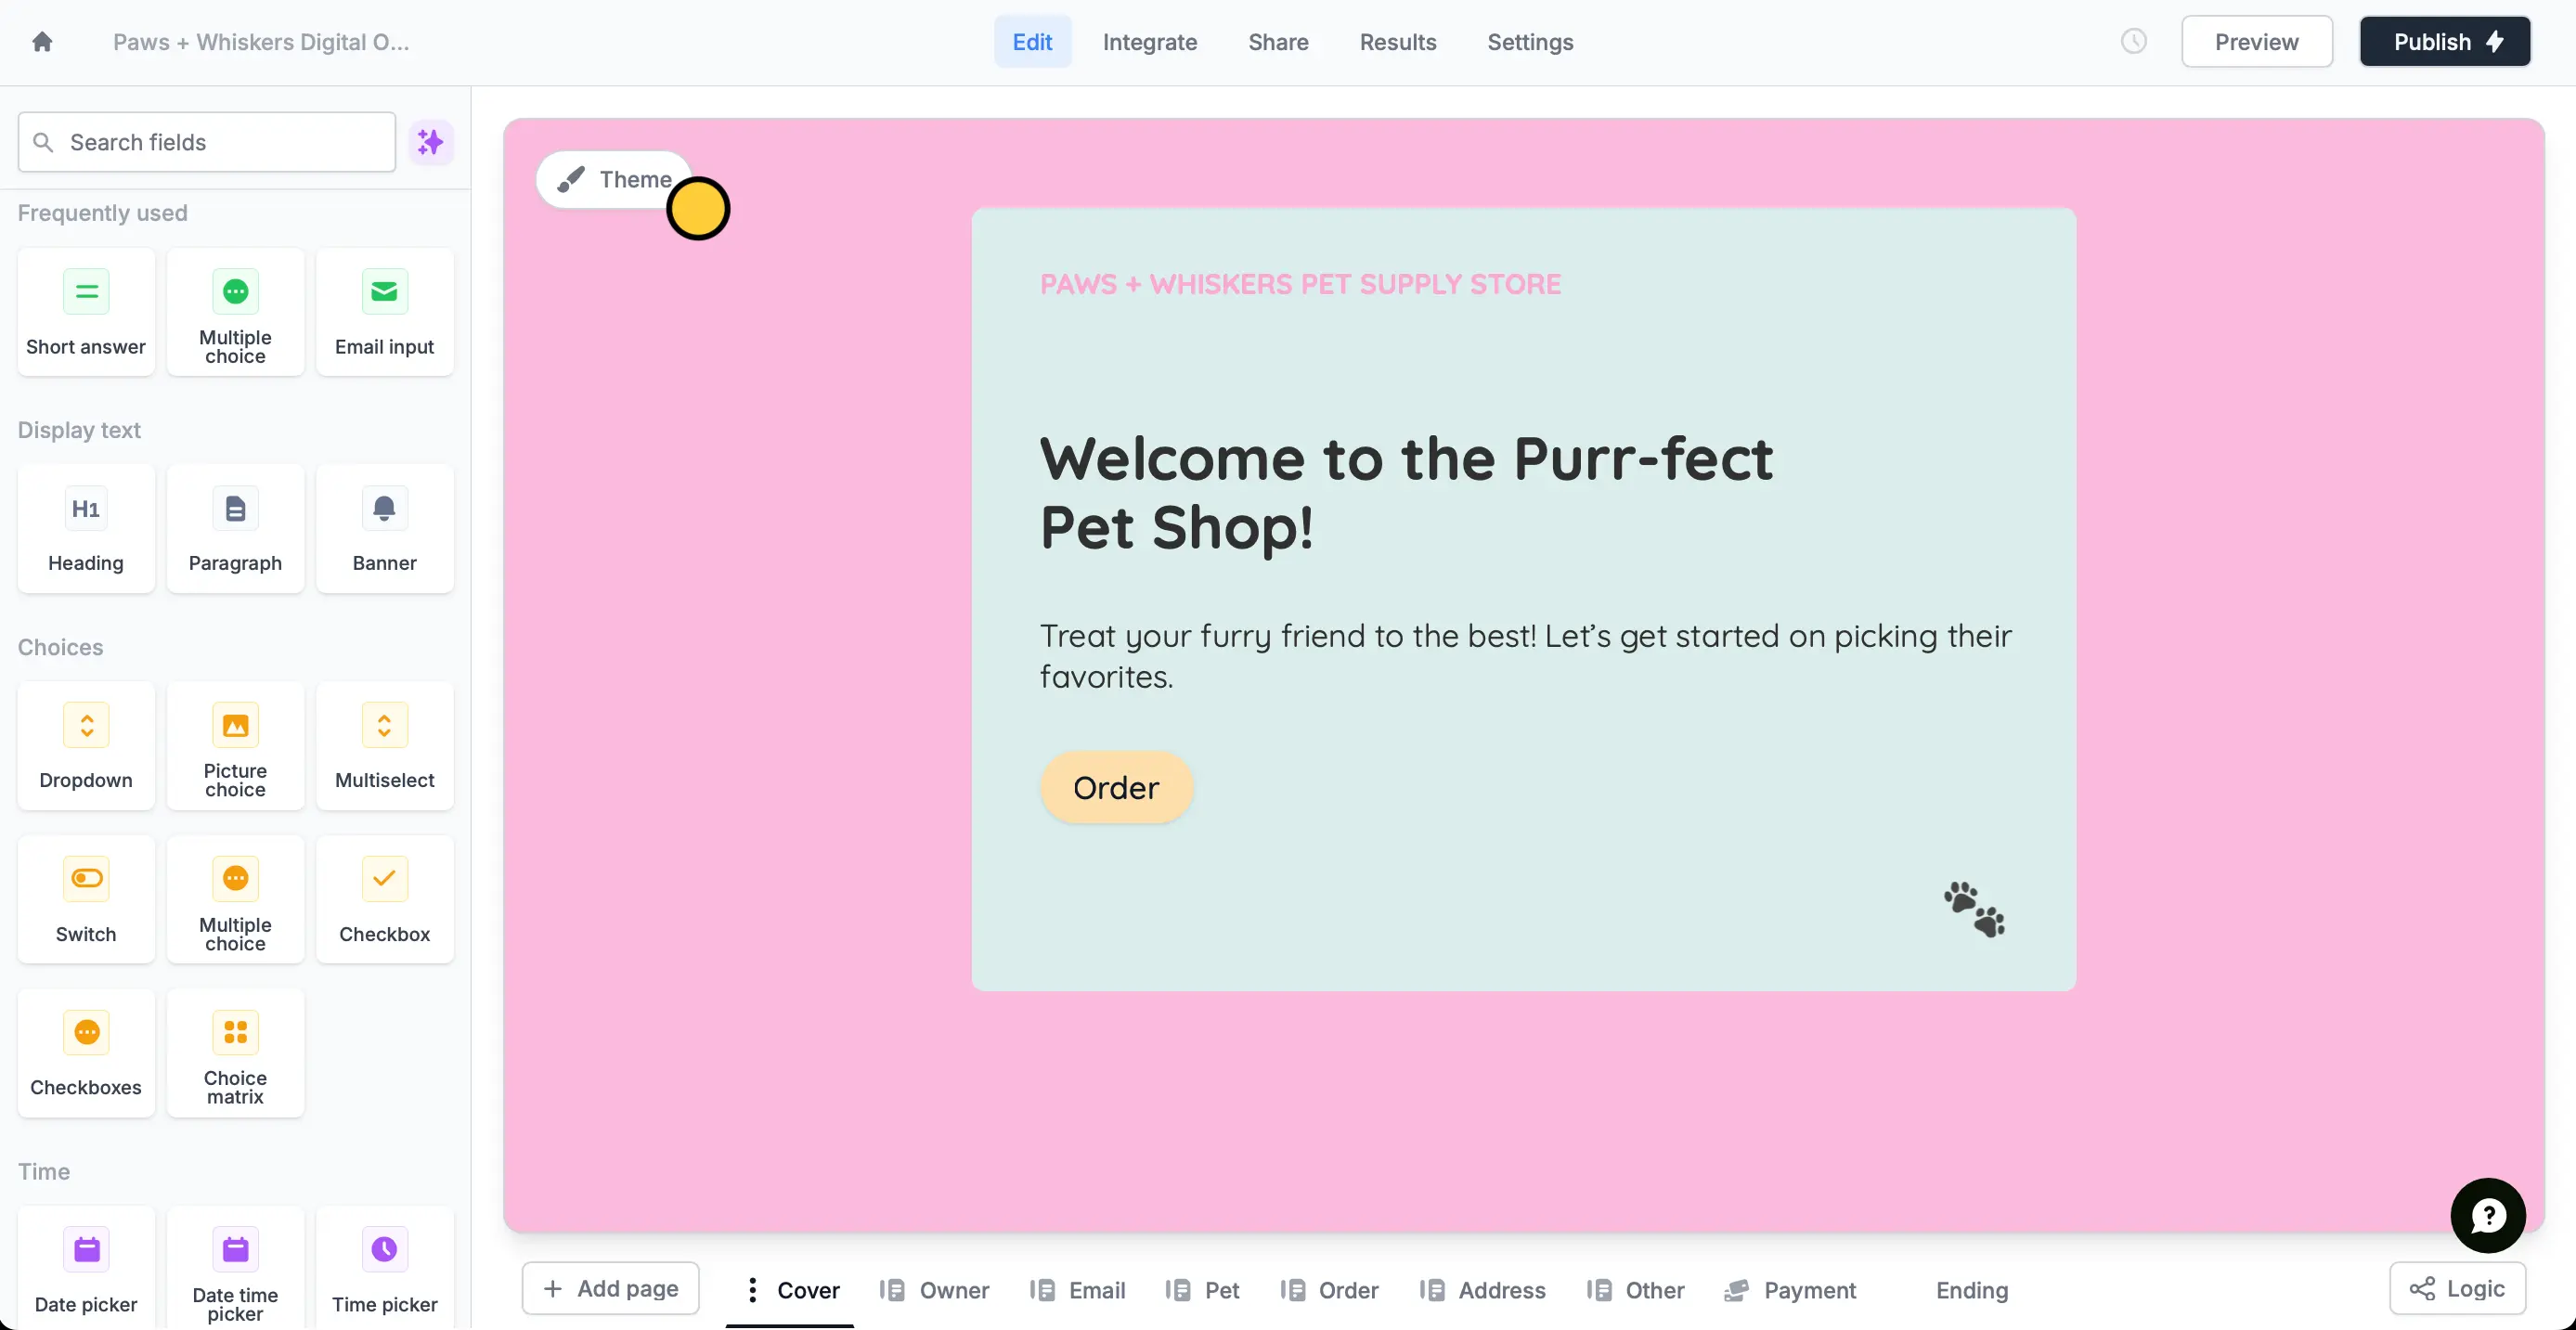 Paws + Whiskers Digital O...
Edit
Integrate
Share
Results
Settings
Preview
Publish
Search fields
Frequently used
Short answer
Multiple
choice
Email input
Display text
H1
Heading
Paragraph
Banner
Choices
Dropdown
Picture
choice
Multiselect
Switch
Multiple
choice
Checkbox
Checkboxes
Choice
matrix
Time
Date picker
Date time
picker
Time picker
Theme
PAWS + WHISKERS PET SUPPLY STORE
Welcome to the Purr-fect
Pet Shop!
Treat your furry friend to the best! Let's get started on picking their
favorites.
Order
?
+ Add page
Cover
Owner
Email
Pet
Order
Address
Other
Payment
Ending
Logic